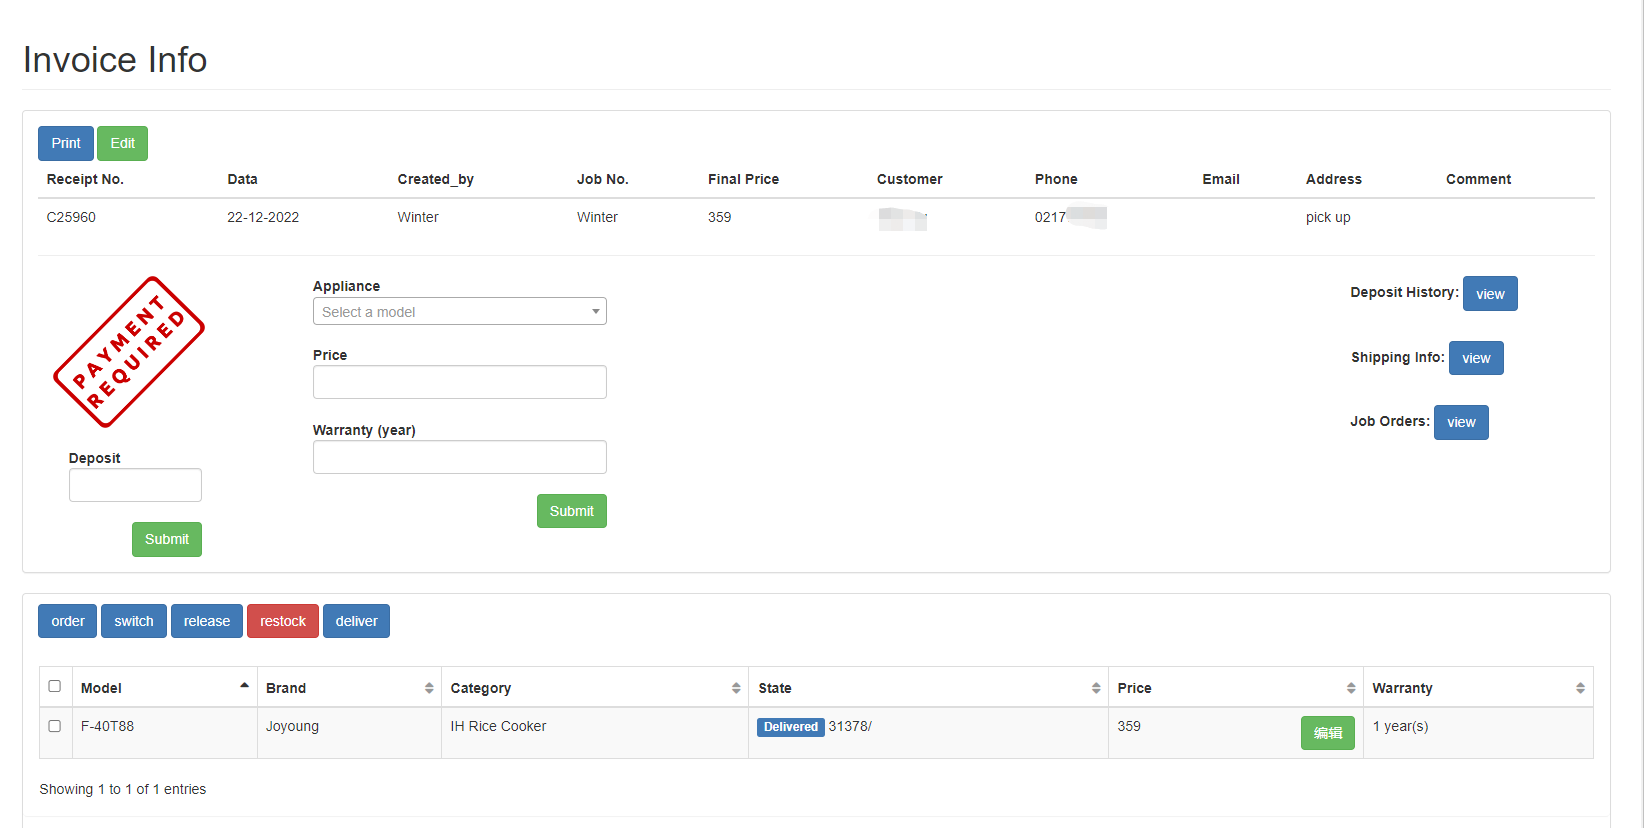 Invoice Info
Print Edit
Receipt No. Data Created_by Job No. Final Price Customer Phone Email Address Comment
C25960 22-12-2022 Winter Winter 359 0217 pick up
PAYMENT
REQUIRED
Deposit
Submit
Appliance
Select a model
Price
Warranty (year)
Submit
Deposit History: view
Shipping Info: view
Job Orders: view
order switch release restock deliver
Model Brand Category State Price Warranty
F-40T88 Joyoung IH Rice Cooker Delivered 31378/ 359 编辑 1 year(s)
Showing 1 to 1 of 1 entries